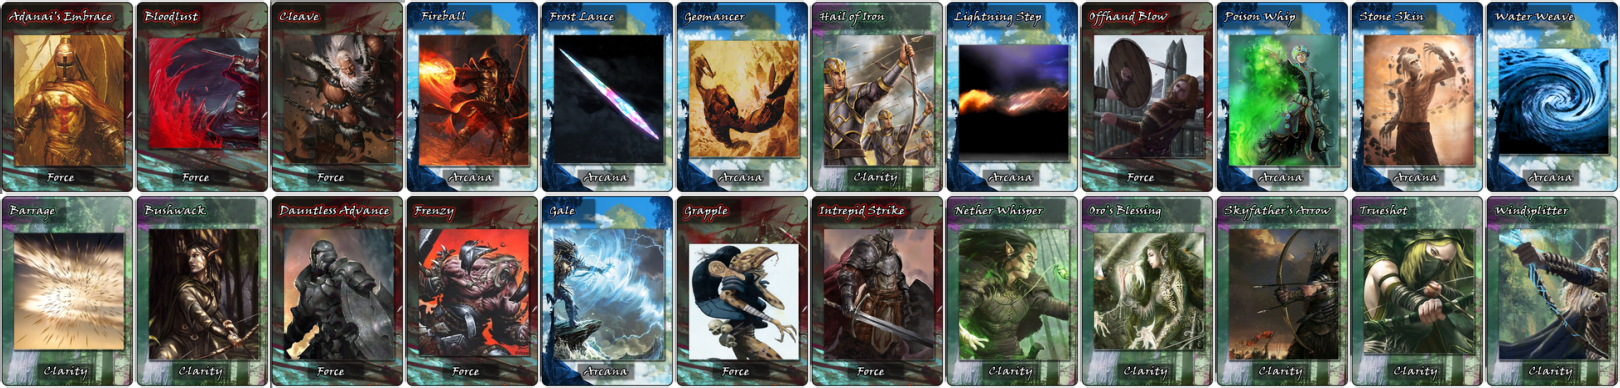 Adanai's Embrace
Force
Bloodlust
Force
Cleave
Force
Fireball
Arcana
Frost Lance
Arcana
Geomancer
Arcana
Hail of Iron
Clarity
Lightning Step
Arcana
Offhand Blow
Force
Poison Whip
Arcana
Stone Skin
Arcana
Water Weave
Arcana
Barrage
Clarity
Bushwack
Clarity
Dauntless Advance
Force
Frenzy
Force
Gale
Arcana
Grapple
Force
Intrepid Strike
Force
Nether Whisper
Clarity
Oro's Blessing
Clarity
Skyfather's Arrow
Clarity
Trueshot
Clarity
Windsplitter
Clarity